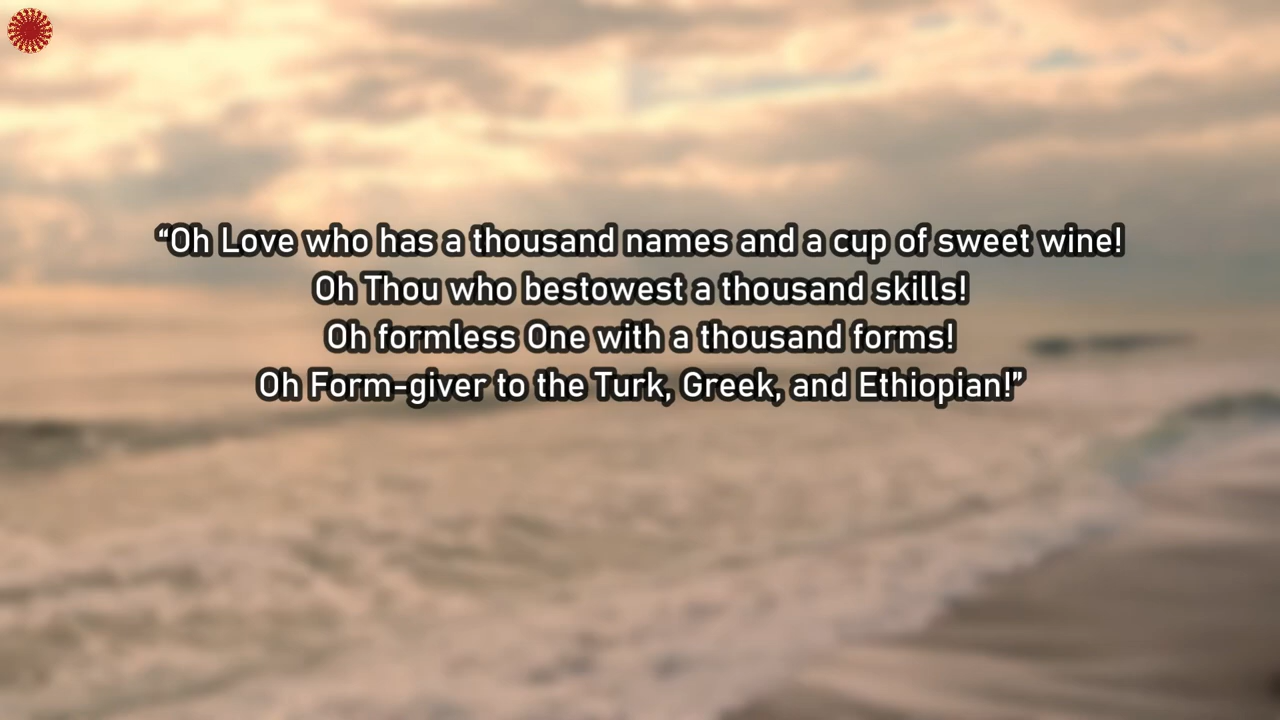 “Oh Love who has a thousand names and a cup of sweet wine!
Oh Thou who bestowest a thousand skills!
Oh formless One with a thousand forms!
Oh Form-giver to the Turk, Greek, and Ethiopian!”